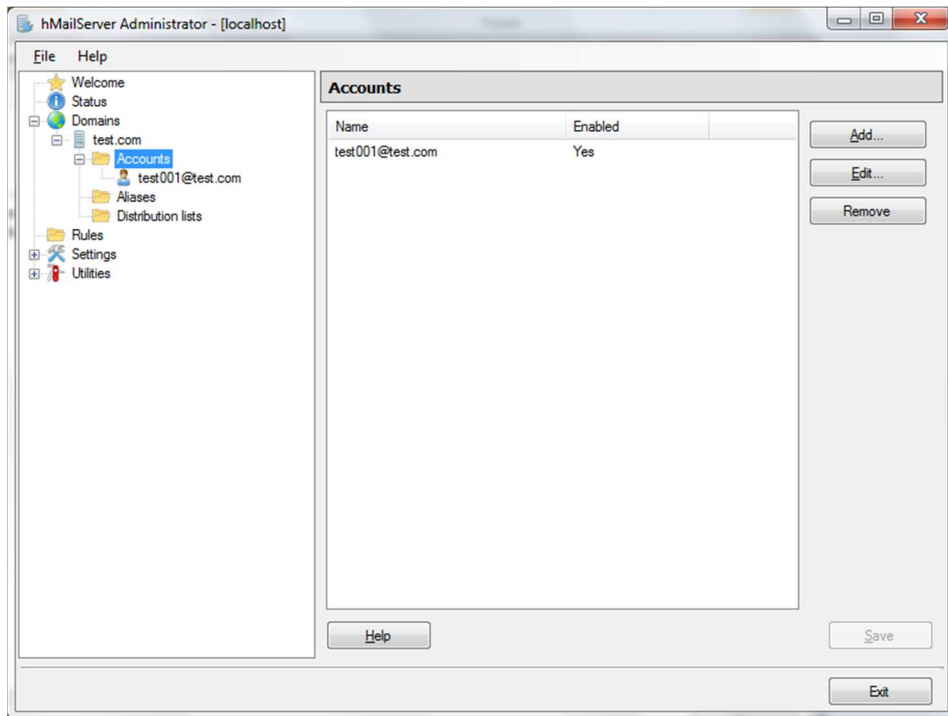 hMailServer Administrator - [localhost]
File Help
Welcome
Status
Domains
test.com
Accounts
test001@test.com
Aliases
Distribution lists
Rules
Settings
Utilities
Accounts
Name Enabled
test001@test.com Yes
Add...
Edit...
Remove
Help
Save
Exit